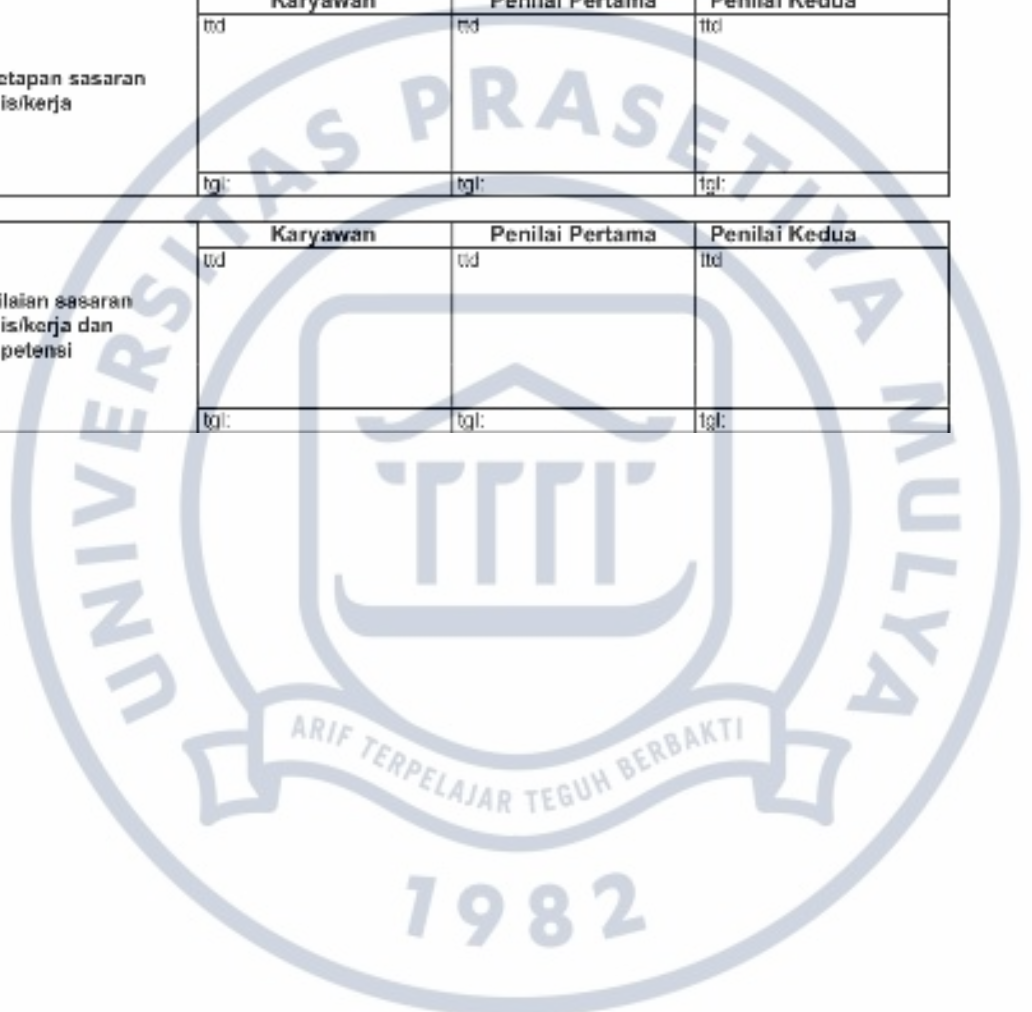 Karyawan Penilai Pertama Penilai Kedua
ttd ttd ttd
etapan sasaran
is/kerja
tgl: tgl: tgl:
Karyawan Penilai Pertama Penilai Kedua
ttd ttd ttd
ilaian sasaran
is/kerja dan
petensi
tgl: tgl: tgl:
UNIVERSITAS PRASETIYA MULYA
ARIF TERPELAJAR TEGUH BERBAKTI
1982